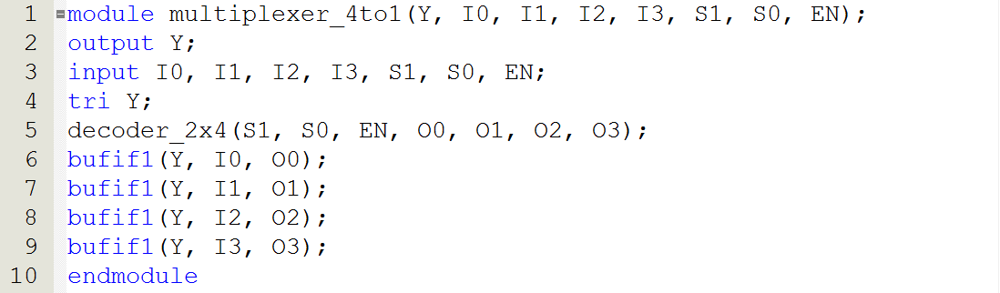 1 module multiplexer_4to1(Y, I0, I1, I2, I3, S1, S0, EN);
2 output Y;
3 input I0, I1, I2, I3, S1, S0, EN;
4 tri Y;
5 decoder_2x4(S1, S0, EN, O0, O1, O2, O3);
6 bufif1(Y, I0, O0);
7 bufif1(Y, I1, O1);
8 bufif1(Y, I2, O2);
9 bufif1(Y, I3, O3);
10 endmodule